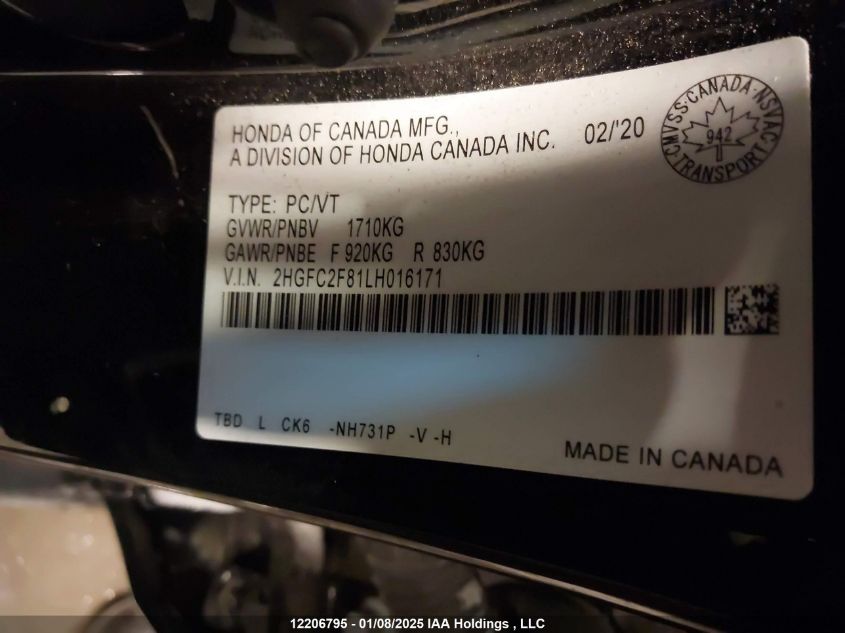 HONDA OF CANADA MFG.,
A DIVISION OF HONDA CANADA INC. 02/'20
CMVSS·CANADA·NSVAC·TRANSPORT·
942
TYPE: PC/VT
GVWR/PNBV 1710KG
GAWR/PNBE F 920KG R 830KG
V.I.N. 2HGFC2F81LH016171
TBD L CK6 -NH731P -V -H
MADE IN CANADA
12206795 - 01/08/2025 IAA Holdings , LLC